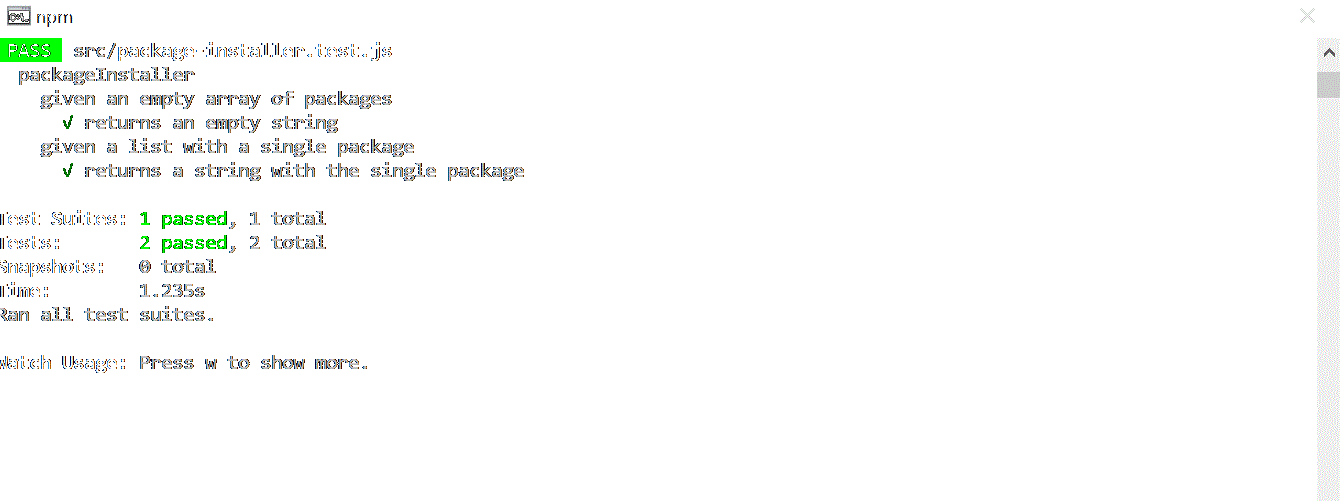 npm
PASS src/package-installer.test.js
packageInstaller
given an empty array of packages
√ returns an empty string
given a list with a single package
√ returns a string with the single package
Test Suites: 1 passed, 1 total
Tests: 2 passed, 2 total
Snapshots: 0 total
Time: 1.235s
Ran all test suites.
Watch Usage: Press w to show more.